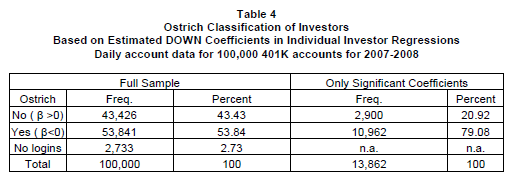 Table 4
Ostrich Classification of Investors
Based on Estimated DOWN Coefficients in Individual Investor Regressions
Daily account data for 100,000 401K accounts for 2007-2008
Full Sample Only Significant Coefficients
Ostrich Freq. Percent Freq. Percent
No ( β >0) 43,426 43.43 2,900 20.92
Yes ( β<0) 53,841 53.84 10,962 79.08
No logins 2,733 2.73 n.a. n.a.
Total 100,000 100 13,862 100